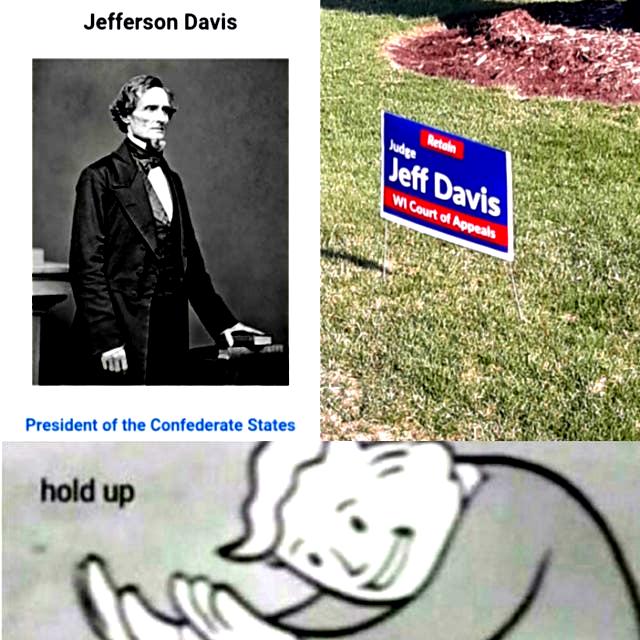 Jefferson Davis
President of the Confederate States
Retain
Judge
Jeff Davis
WI Court of Appeals
hold up